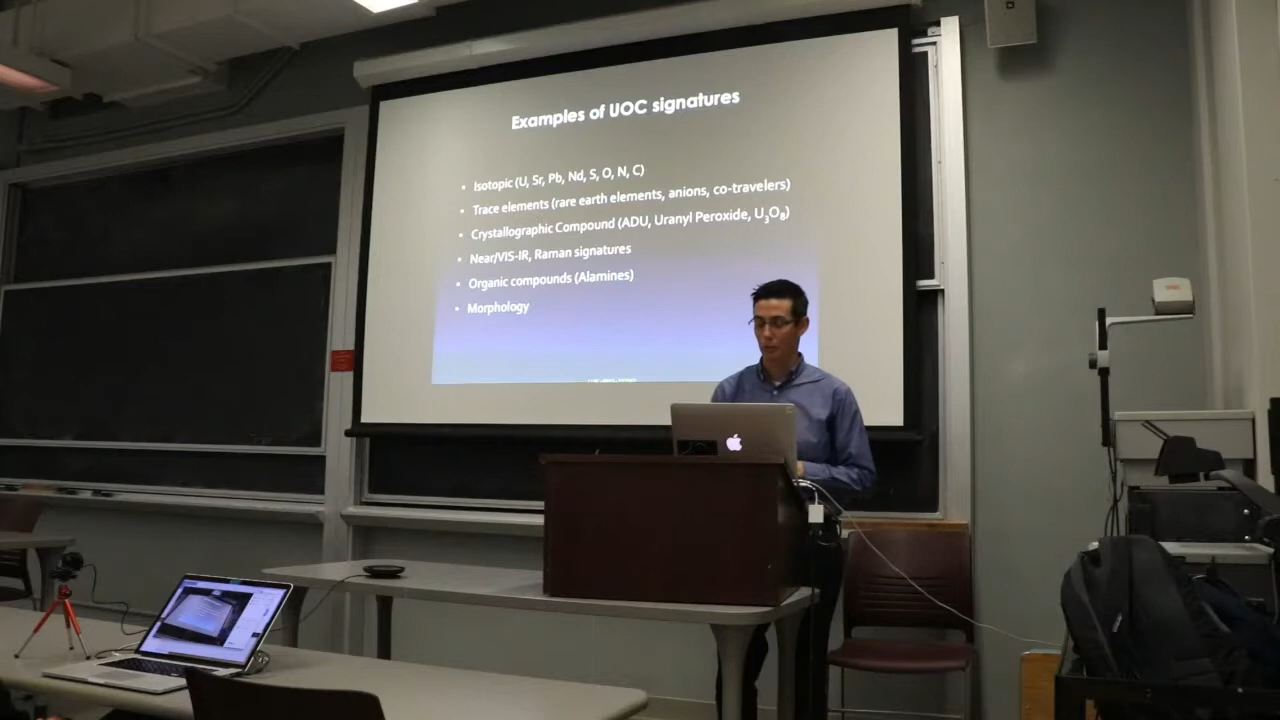 Examples of UOC signatures
• Isotopic (U, Sr, Pb, Nd, S, O, N, C)
• Trace elements (rare earth elements, anions, co-travelers)
• Crystallographic Compound (ADU, Uranyl Peroxide, U₃O₈)
• Near/VIS-IR, Raman signatures
• Organic compounds (Alamines)
• Morphology